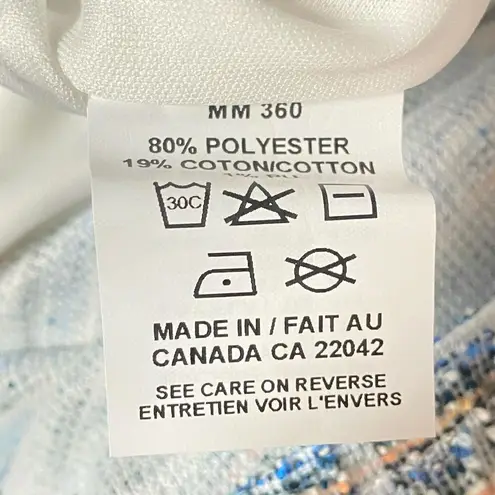 MM 360
80% POLYESTER
19% COTON/COTTON
30C
MADE IN / FAIT AU
CANADA CA 22042
SEE CARE ON REVERSE
ENTRETIEN VOIR L'ENVERS